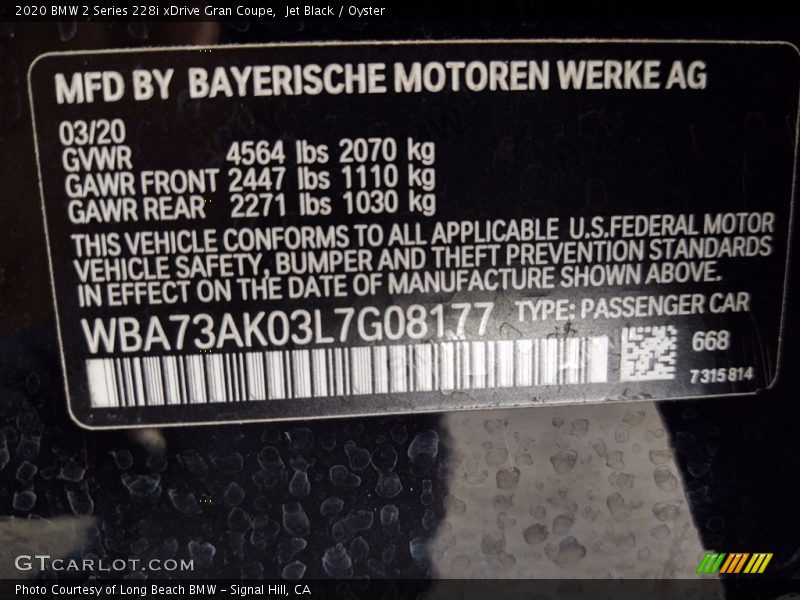 2020 BMW 2 Series 228i xDrive Gran Coupe, Jet Black / Oyster
MFD BY BAYERISCHE MOTOREN WERKE AG
03/20
GVWR 4564 lbs 2070 kg
GAWR FRONT 2447 lbs 1110 kg
GAWR REAR 2271 lbs 1030 kg
THIS VEHICLE CONFORMS TO ALL APPLICABLE U.S.FEDERAL MOTOR
VEHICLE SAFETY, BUMPER AND THEFT PREVENTION STANDARDS
IN EFFECT ON THE DATE OF MANUFACTURE SHOWN ABOVE.
WBA73AK03L7G08177 TYPE: PASSENGER CAR
668
7315814
GTCARLOT.COM
Photo Courtesy of Long Beach BMW - Signal Hill, CA